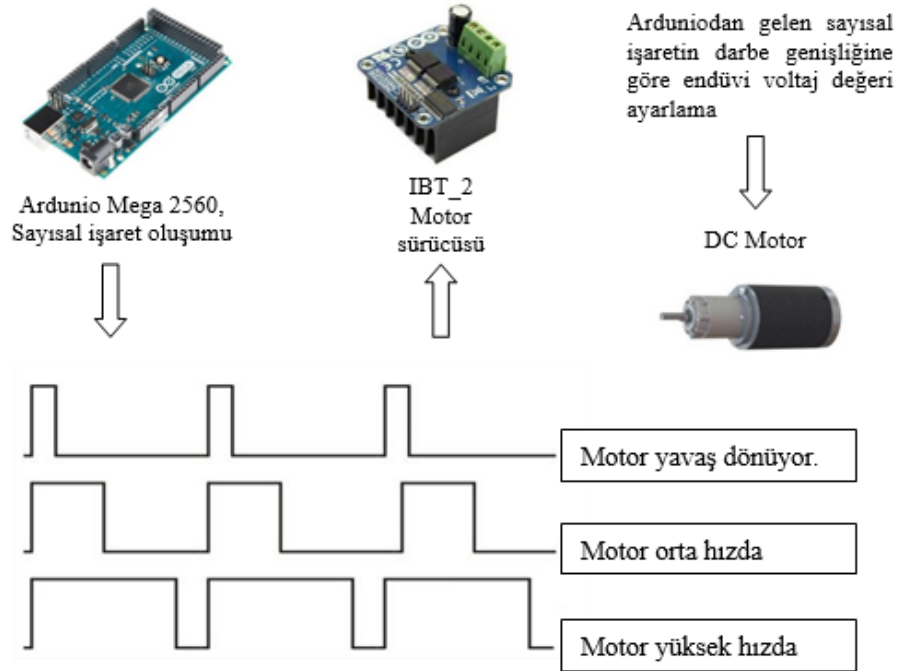 Ardunio Mega 2560,
Sayısal işaret oluşumu
IBT_2
Motor
sürücüsü
Arduniodan gelen sayısal
işaretin darbe genişliğine
göre endüvi voltaj değeri
ayarlama
DC Motor
Motor yavaş dönüyor.
Motor orta hızda
Motor yüksek hızda